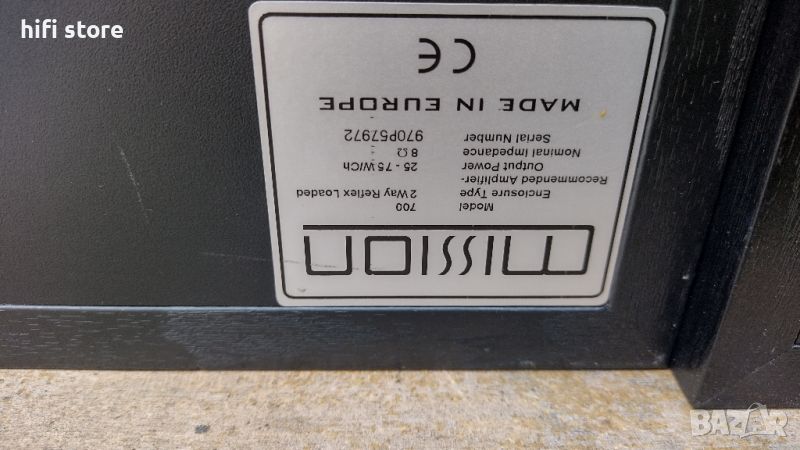 hifi store
mission
Model 700
Enclosure Type 2 Way Reflex Loaded
Recommended Amplifier-
Output Power 25 - 75 W/Ch
Nominal Impedance 8 Ω
Serial Number 970P57972
MADE IN EUROPE
CE
BAZAR